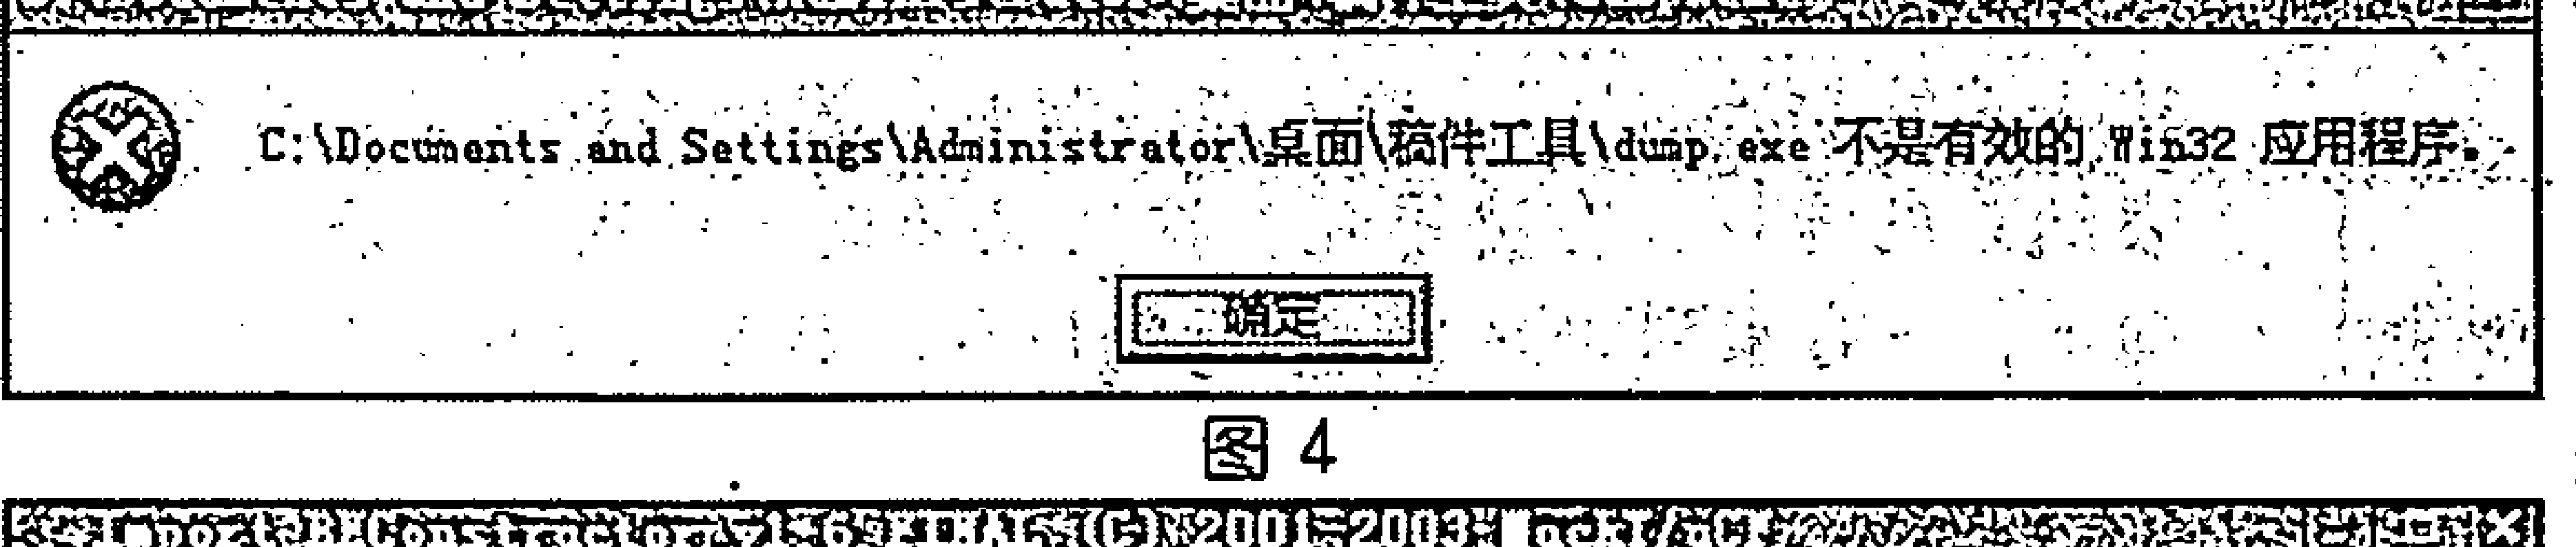 C:\Documents and Settings\Administrator\桌面\稿件工具\dump.exe 不是有效的 Win32 应用程序。
确定
图 4